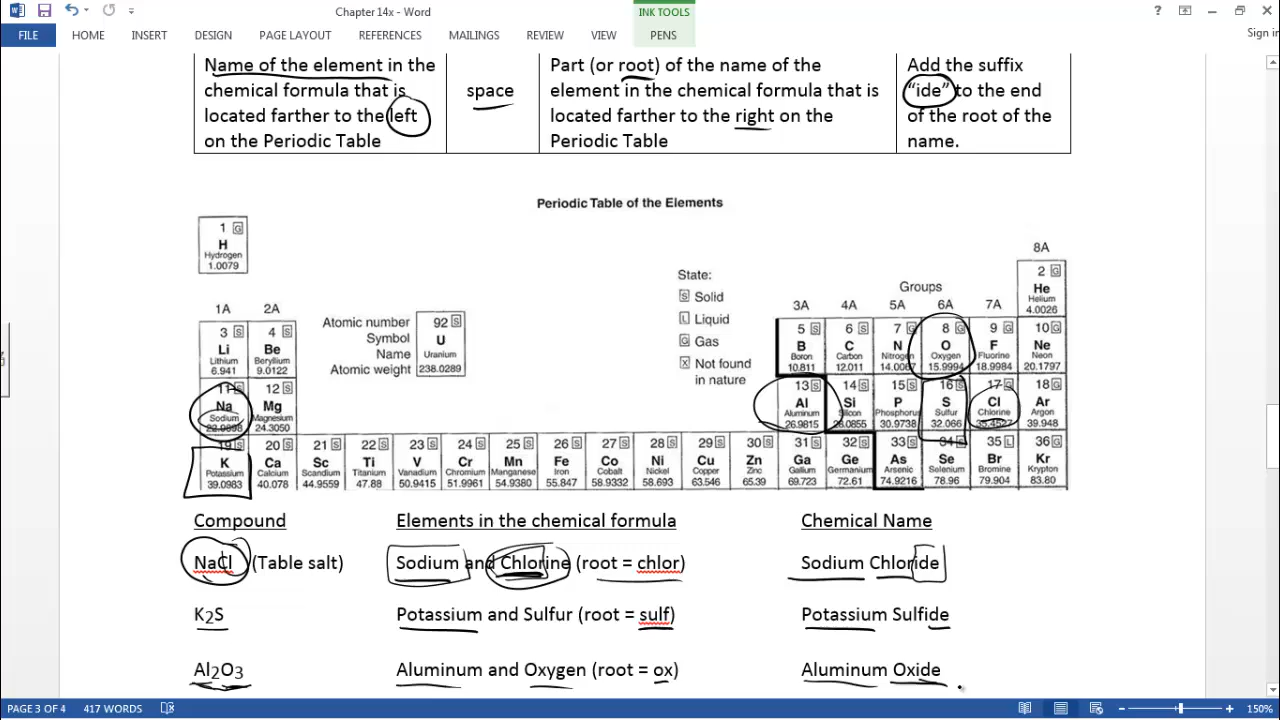 Chapter 14x - Word
INK TOOLS
?
Sign in
FILE
HOME
INSERT
DESIGN
PAGE LAYOUT
REFERENCES
MAILINGS
REVIEW
VIEW
PENS
Name of the element in the
chemical formula that is
located farther to the left
on the Periodic Table
space
Part (or root) of the name of the
element in the chemical formula that is
located farther to the right on the
Periodic Table
Add the suffix
“ide” to the end
of the root of the
name.
Periodic Table of the Elements
1 G
H
Hydrogen
1.0079
8A
2 G
He
Helium
4.0026
State:
S Solid
L Liquid
G Gas
X Not found
in nature
Groups
1A 2A
3A 4A 5A 6A 7A
Atomic number
Symbol
Name
Atomic weight
92 S
U
Uranium
238.0289
3 S 4 S 5 S 6 S 7 G 8 G 9 G 10 G
Li Be B C N O F Ne
Lithium Beryllium Boron Carbon Nitrogen Oxygen Fluorine Neon
6.941 9.0122 10.811 12.011 14.0067 15.9994 18.9984 20.1797
11 S 12 S 13 S 14 S 15 S 16 S 17 G 18 G
Na Mg Al Si P S Cl Ar
Sodium Magnesium Aluminum Silicon Phosphorus Sulfur Chlorine Argon
22.9898 24.3050 26.9815 28.0855 30.9738 32.066 35.4527 39.948
19 S 20 S 21 S 22 S 23 S 24 S 25 S 26 S 27 S 28 S 29 S 30 S 31 S 32 S 33 S 34 S 35 L 36 G
K Ca Sc Ti V Cr Mn Fe Co Ni Cu Zn Ga Ge As Se Br Kr
Potassium Calcium Scandium Titanium Vanadium Chromium Manganese Iron Cobalt Nickel Copper Zinc Gallium Germanium Arsenic Selenium Bromine Krypton
39.0983 40.078 44.9559 47.88 50.9415 51.9961 54.9380 55.847 58.9332 58.693 63.546 65.39 69.723 72.61 74.9216 78.96 79.904 83.80
Compound Elements in the chemical formula Chemical Name
NaCl (Table salt) Sodium and Chlorine (root = chlor) Sodium Chloride
K2S Potassium and Sulfur (root = sulf) Potassium Sulfide
Al2O3 Aluminum and Oxygen (root = ox) Aluminum Oxide
PAGE 3 OF 4 417 WORDS 150%